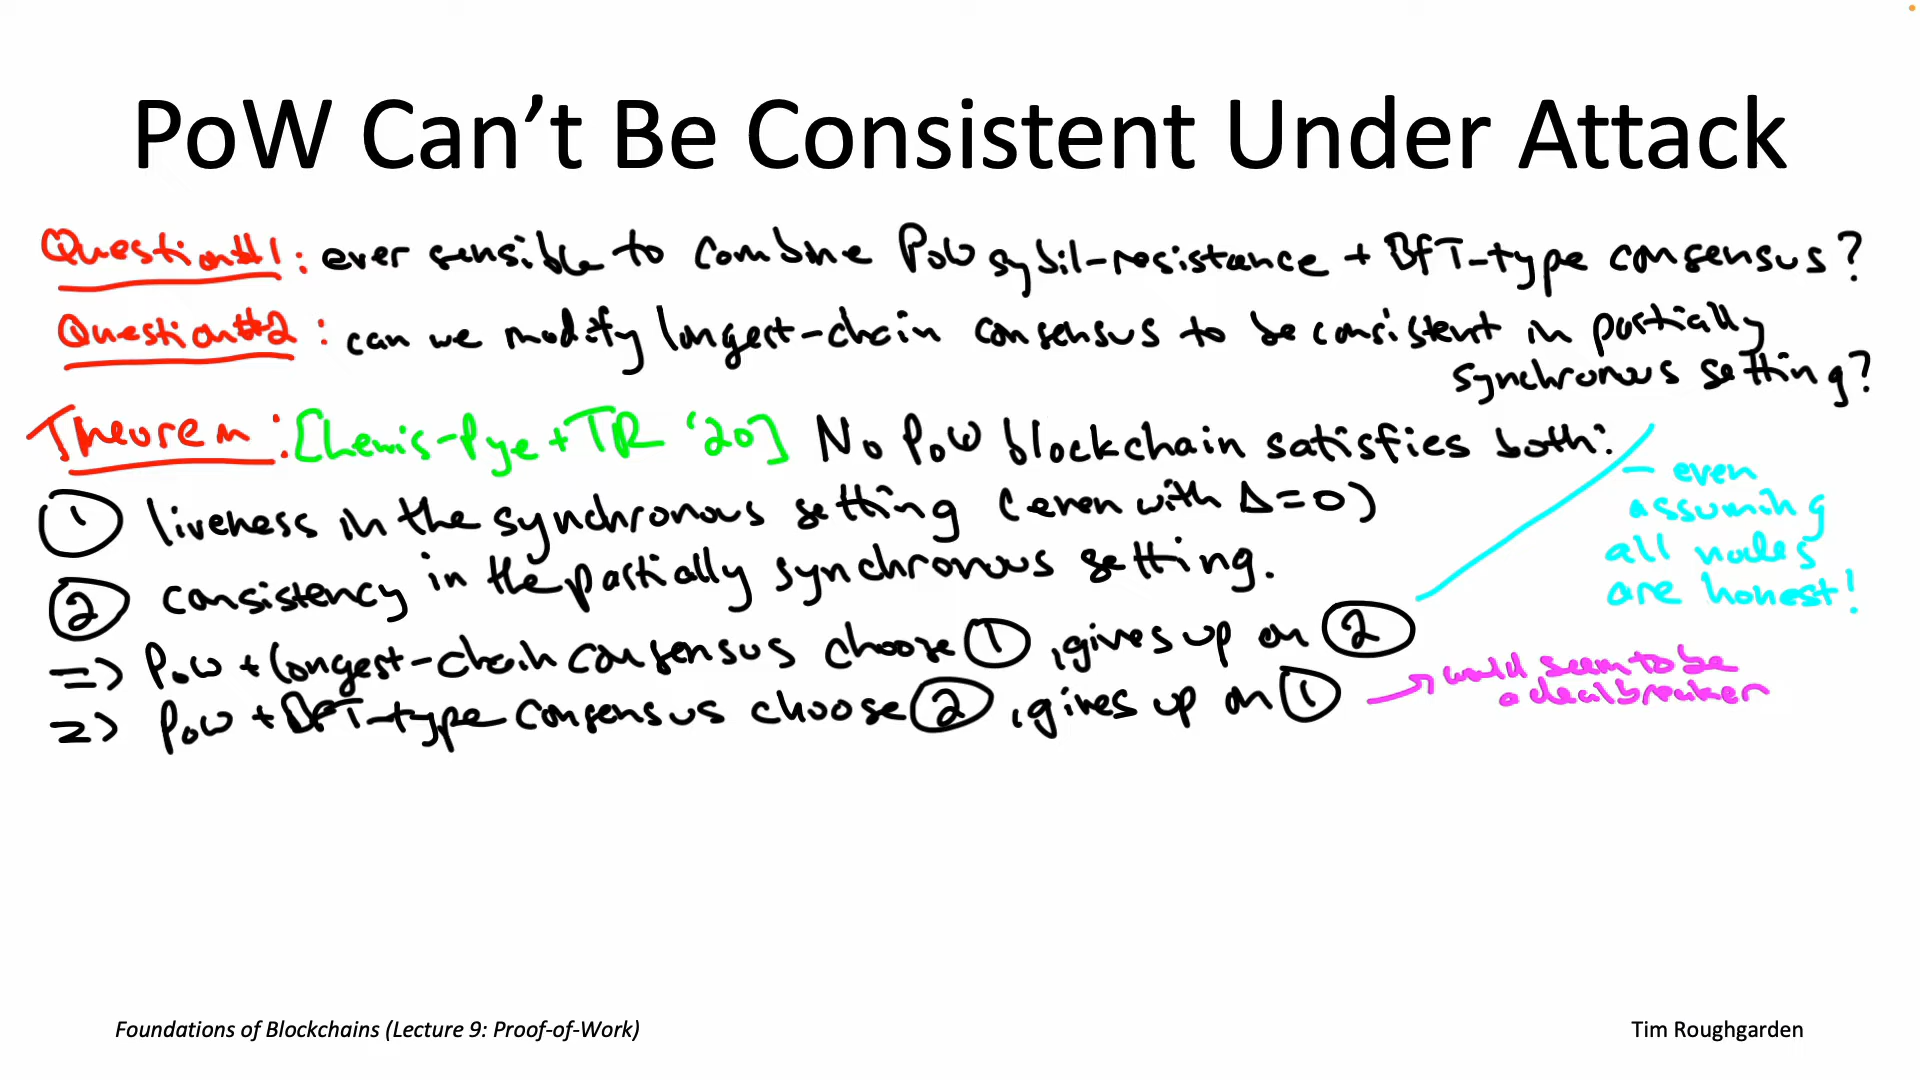 PoW Can't Be Consistent Under Attack
Question#1: ever sensible to combine PoW sybil-resistance + BFT-type consensus?
Question#2: can we modify longest-chain consensus to be consistent in partially
synchronous setting?
Theorem: [Lewis-Pye+TR '20] No PoW blockchain satisfies both:
– even
assuming
all nodes
are honest!
① liveness in the synchronous setting (even with Δ=0)
② consistency in the partially synchronous setting.
=> PoW + longest-chain consensus choose ①, gives up on ②
=> PoW + BFT-type consensus choose ②, gives up on ①
→ would seem to be
a dealbreaker
Foundations of Blockchains (Lecture 9: Proof-of-Work)
Tim Roughgarden